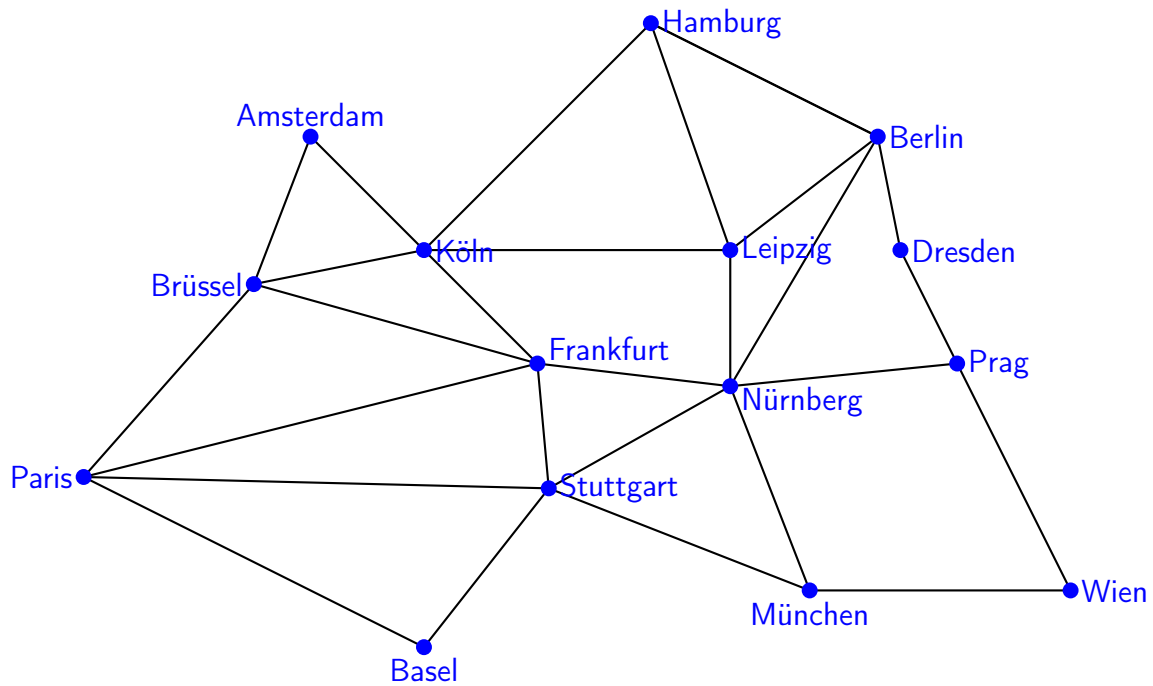 Hamburg
Amsterdam
Berlin
Köln
Leipzig
Dresden
Brüssel
Frankfurt
Prag
Nürnberg
Paris
Stuttgart
Wien
München
Basel